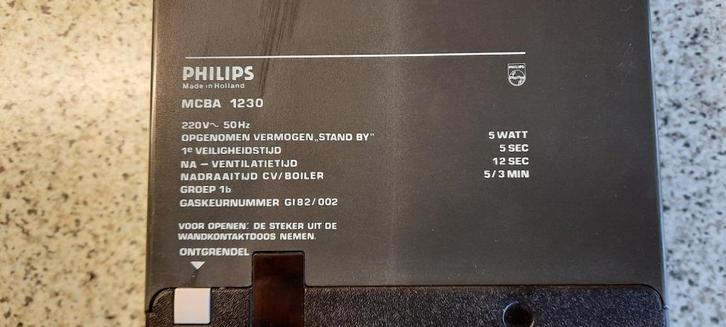 PHILIPS
Made in Holland
MCBA 1230
220V~ 50Hz
OPGENOMEN VERMOGEN „STAND BY” 5 WATT
1e VEILIGHEIDSTIJD 5 SEC
NA – VENTILATIETIJD 12 SEC
NADRAAITIJD CV/BOILER 5/3 MIN
GROEP 1b
GASKEURNUMMER GI82/002
VOOR OPENEN: DE STEKER UIT DE
WANDKONTAKTDOOS NEMEN.
ONTGRENDEL